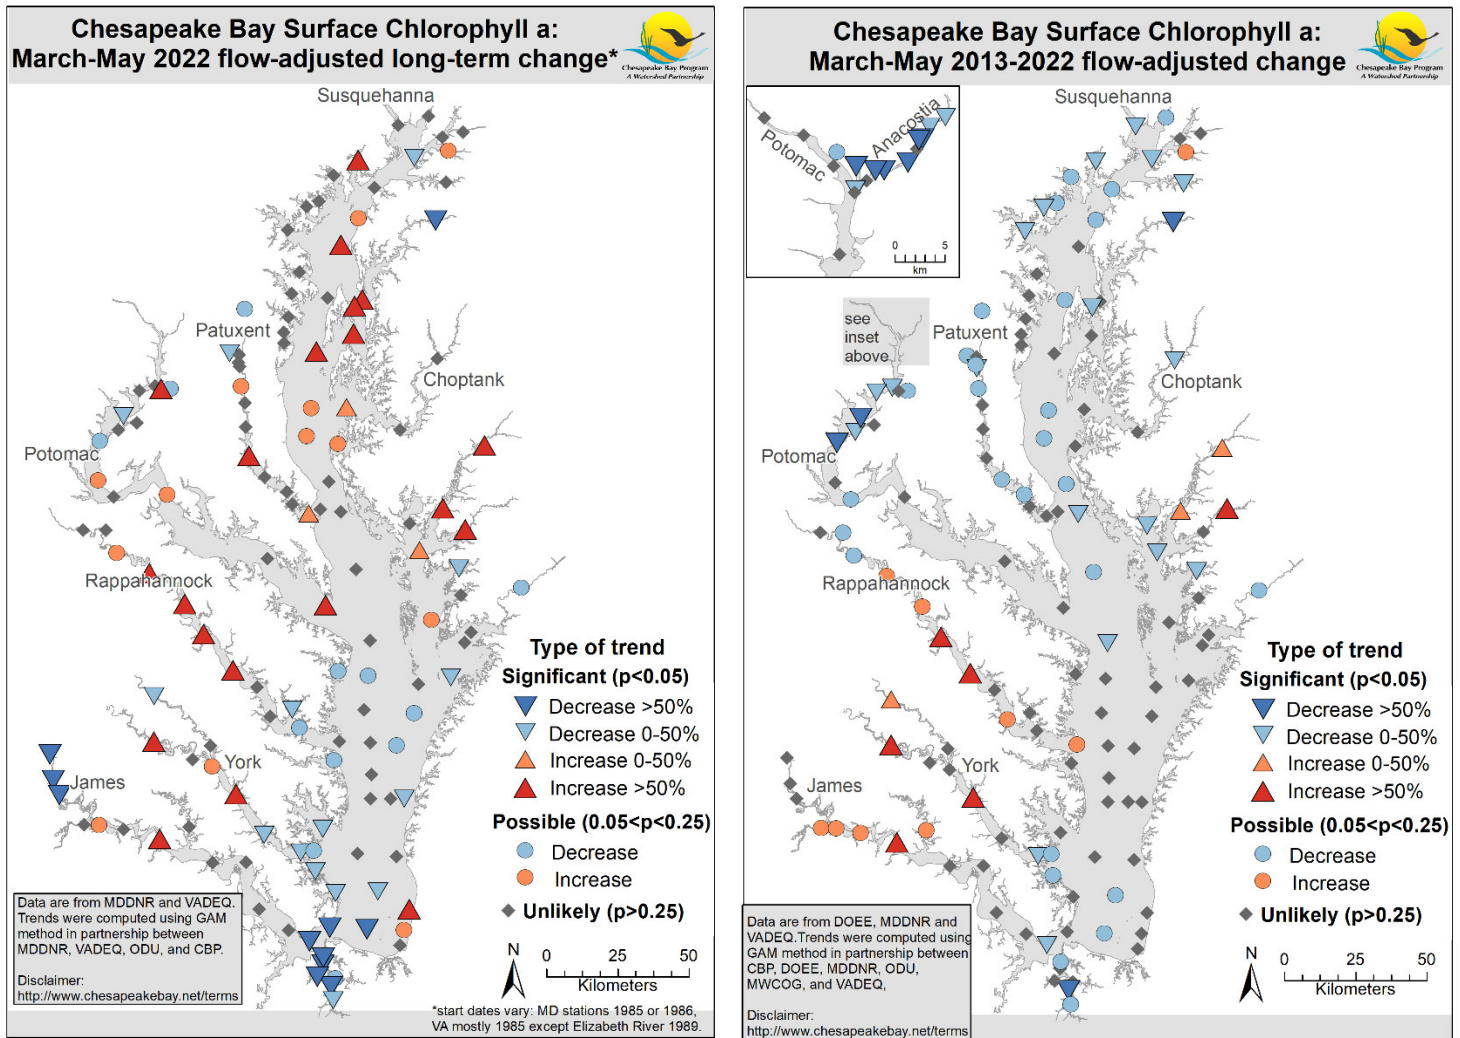 Chesapeake Bay Surface Chlorophyll a:
March-May 2022 flow-adjusted long-term change*
Chesapeake Bay Program
A Watershed Partnership
Susquehanna
Patuxent
Choptank
Potomac
Rappahannock
York
James
Type of trend
Significant (p<0.05)
Decrease >50%
Decrease 0-50%
Increase 0-50%
Increase >50%
Possible (0.05<p<0.25)
Decrease
Increase
Unlikely (p>0.25)
Data are from MDDNR and VADEQ.
Trends were computed using GAM
method in partnership between
MDDNR, VADEQ, ODU, and CBP.
Disclaimer:
http://www.chesapeakebay.net/terms
N
0 25 50
Kilometers
*start dates vary: MD stations 1985 or 1986,
VA mostly 1985 except Elizabeth River 1989.
Chesapeake Bay Surface Chlorophyll a:
March-May 2013-2022 flow-adjusted change
Chesapeake Bay Program
A Watershed Partnership
Susquehanna
Anacostia
Potomac
0 5
km
see
inset
above
Patuxent
Choptank
Potomac
Rappahannock
York
James
Type of trend
Significant (p<0.05)
Decrease >50%
Decrease 0-50%
Increase 0-50%
Increase >50%
Possible (0.05<p<0.25)
Decrease
Increase
Unlikely (p>0.25)
Data are from DOEE, MDDNR and
VADEQ.Trends were computed using
GAM method in partnership between
CBP, DOEE, MDDNR, ODU,
MWCOG, and VADEQ,
Disclaimer:
http://www.chesapeakebay.net/terms
N
0 25 50
Kilometers